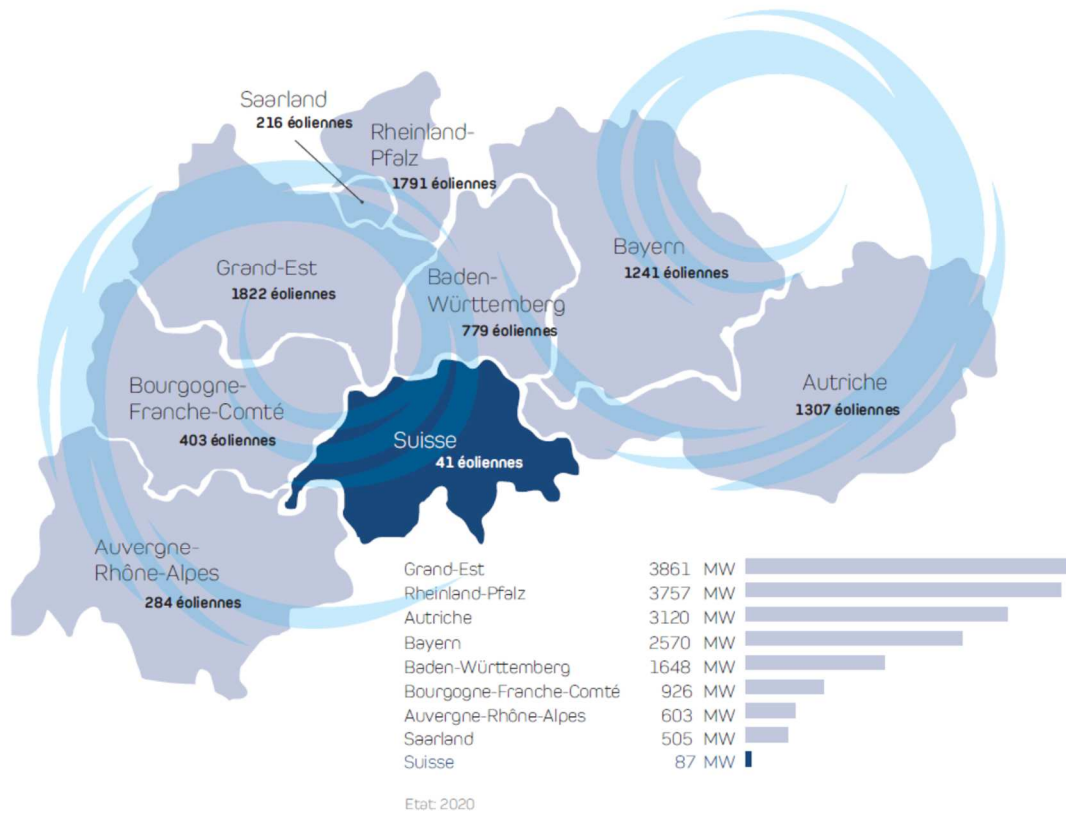 Saarland
216 éoliennes
Rheinland-
Pfalz
1791 éoliennes
Grand-Est
1822 éoliennes
Baden-
Württemberg
779 éoliennes
Bayern
1241 éoliennes
Bourgogne-
Franche-Comté
403 éoliennes
Suisse
41 éoliennes
Autriche
1307 éoliennes
Auvergne-
Rhône-Alpes
284 éoliennes
Grand-Est 3861 MW
Rheinland-Pfalz 3757 MW
Autriche 3120 MW
Bayern 2570 MW
Baden-Württemberg 1648 MW
Bourgogne-Franche-Comté 926 MW
Auvergne-Rhône-Alpes 603 MW
Saarland 505 MW
Suisse 87 MW
Etat: 2020